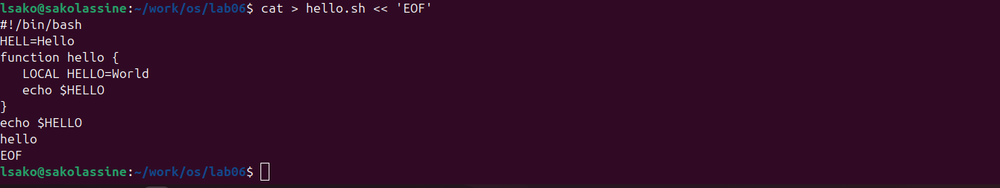 lsako@sakolassine:~/work/os/lab06$ cat > hello.sh << 'EOF'
#!/bin/bash
HELL=Hello
function hello {
   LOCAL HELLO=World
   echo $HELLO
}
echo $HELLO
hello
EOF
lsako@sakolassine:~/work/os/lab06$